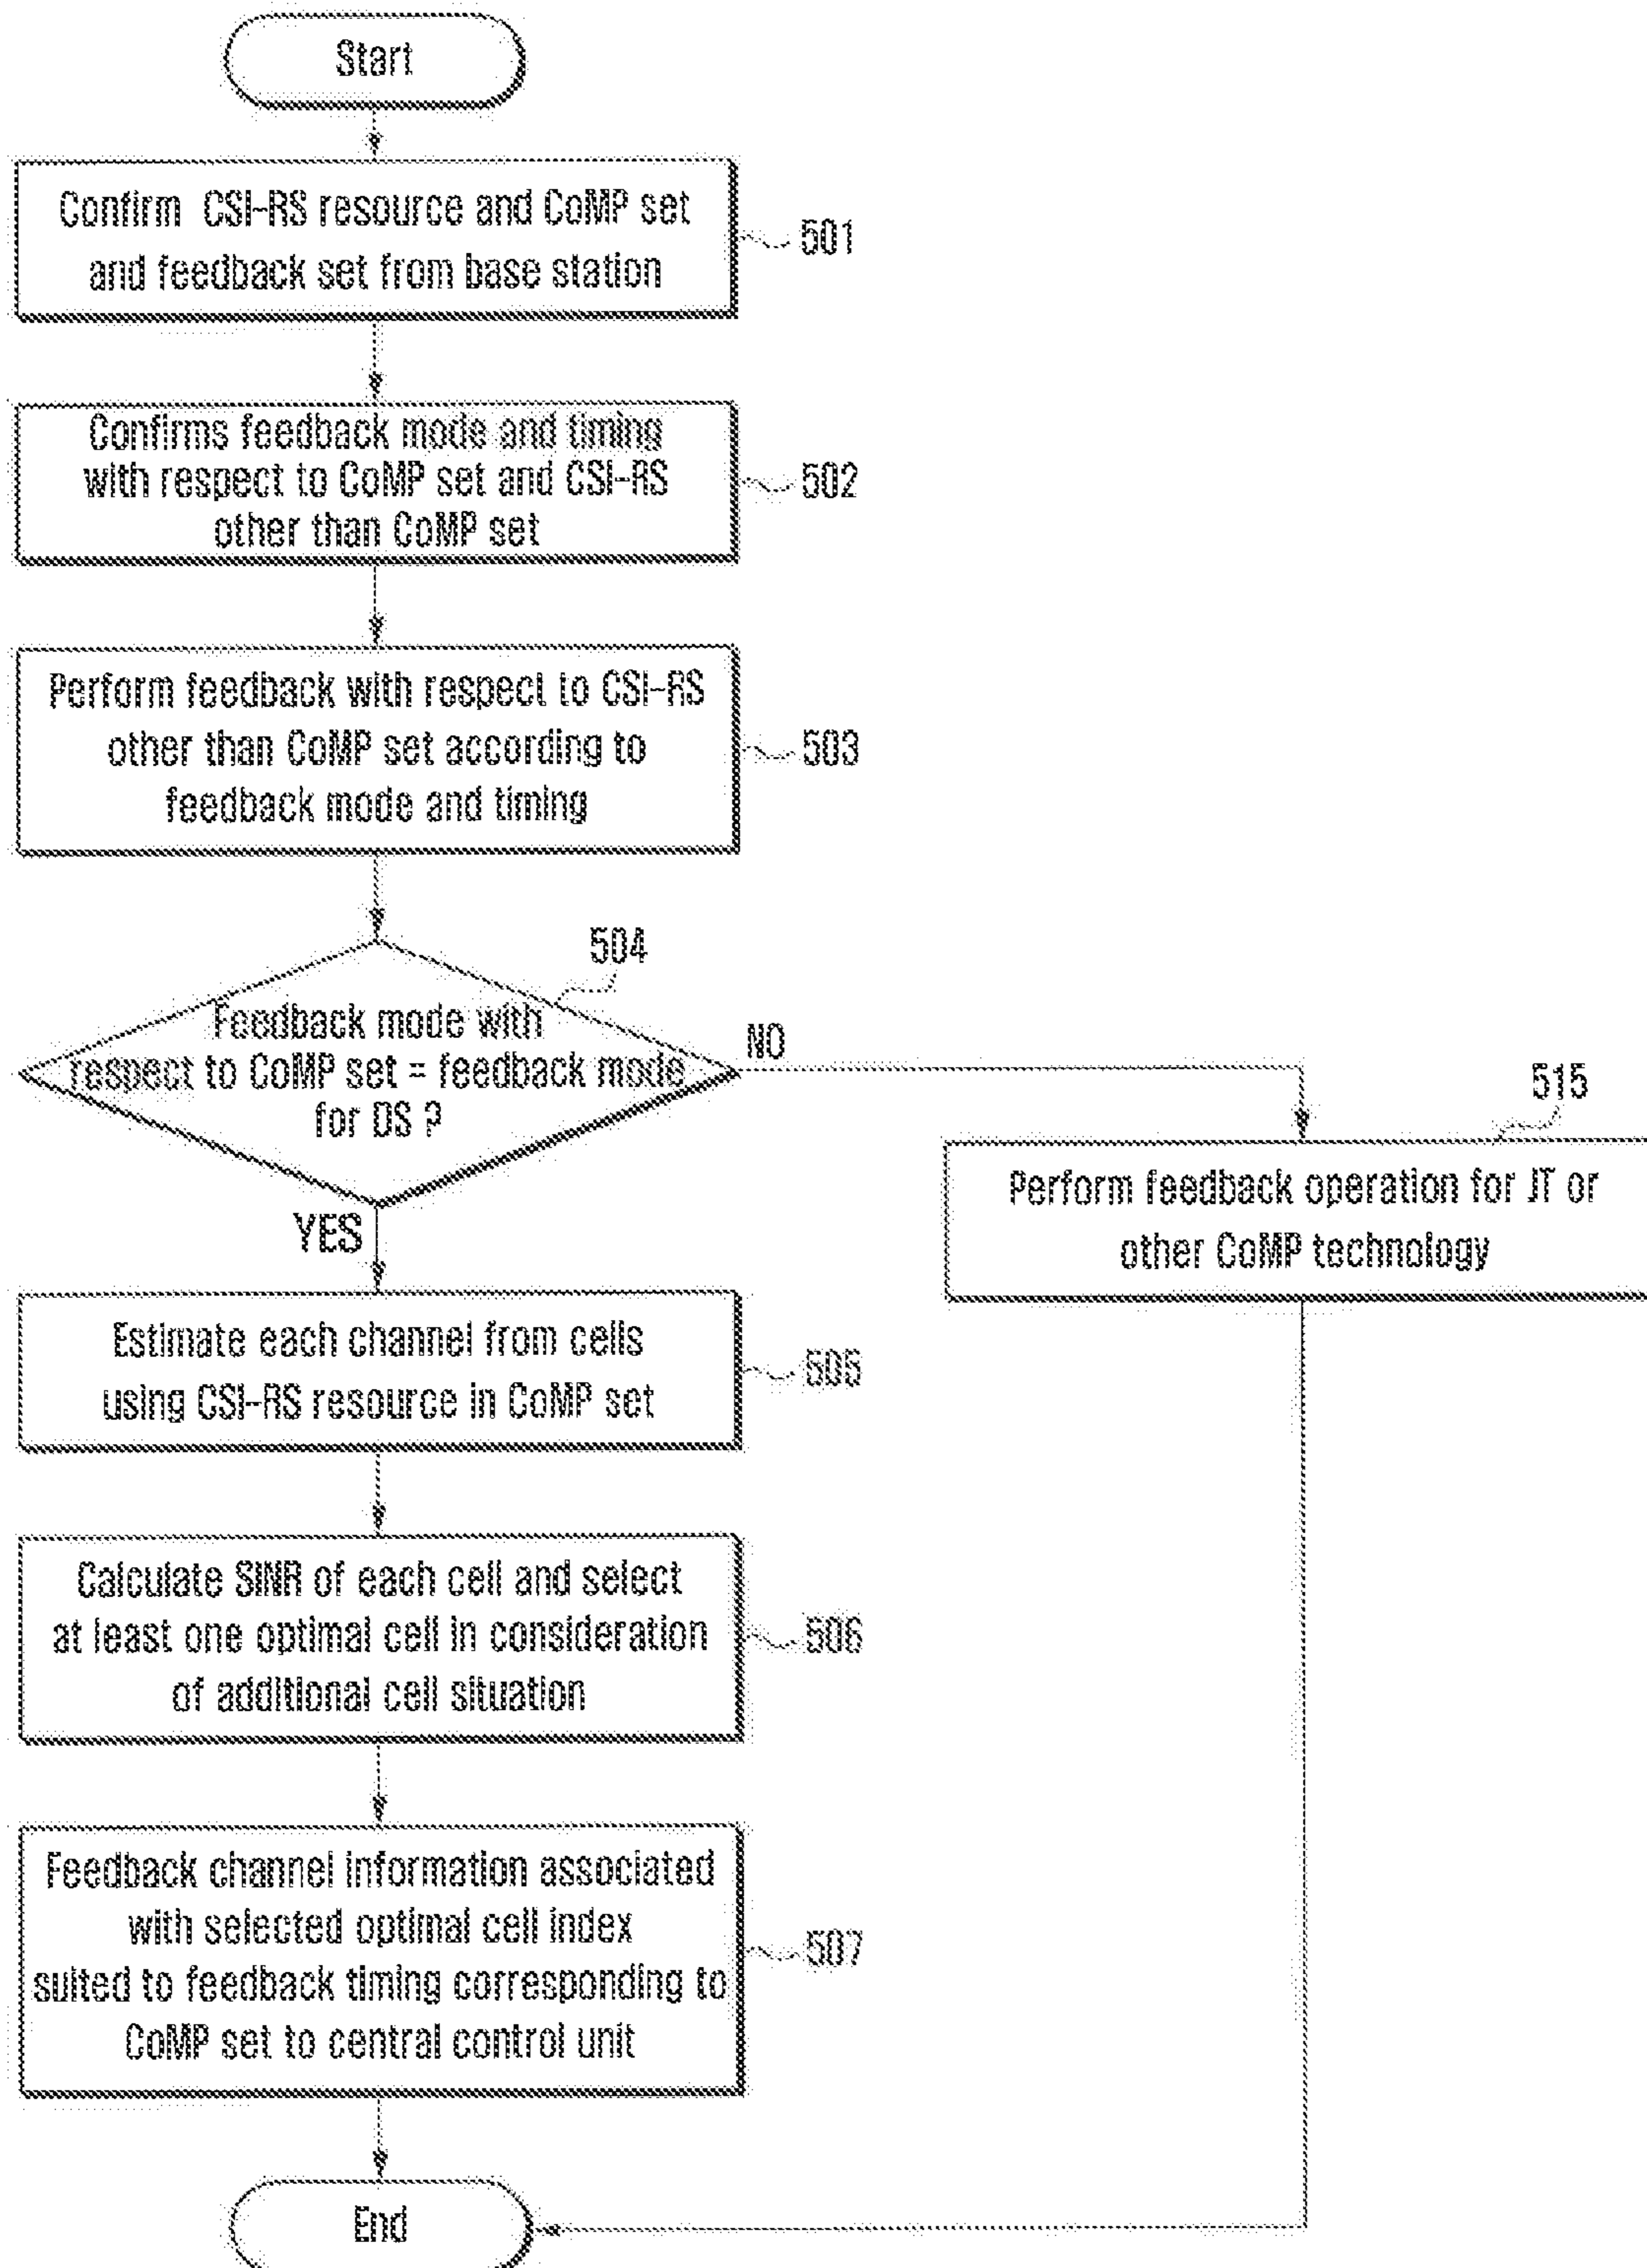 Start
Confirm CSI-RS resource and CoMP set
and feedback set from base station
501
Confirms feedback mode and timing
with respect to CoMP set and CSI-RS
other than CoMP set
502
Perform feedback with respect to CSI-RS
other than CoMP set according to
feedback mode and timing
503
504
Feedback mode with
respect to CoMP set = feedback mode
for DS ?
NO
YES
515
Perform feedback operation for JT or
other CoMP technology
Estimate each channel from cells
using CSI-RS resource in CoMP set
505
Calculate SINR of each cell and select
at least one optimal cell in consideration
of additional cell situation
506
Feedback channel information associated
with selected optimal cell index
suited to feedback timing corresponding to
CoMP set to central control unit
507
End